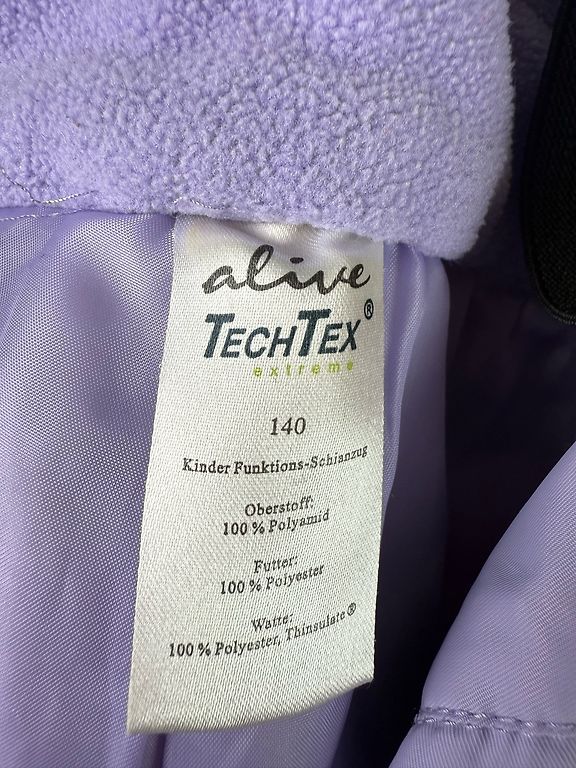 alive
TECHTEX®
extreme
140
Kinder Funktions-Schianzug
Oberstoff:
100 % Polyamid
Futter:
100 % Polyester
Watte:
100 % Polyester, Thinsulate®